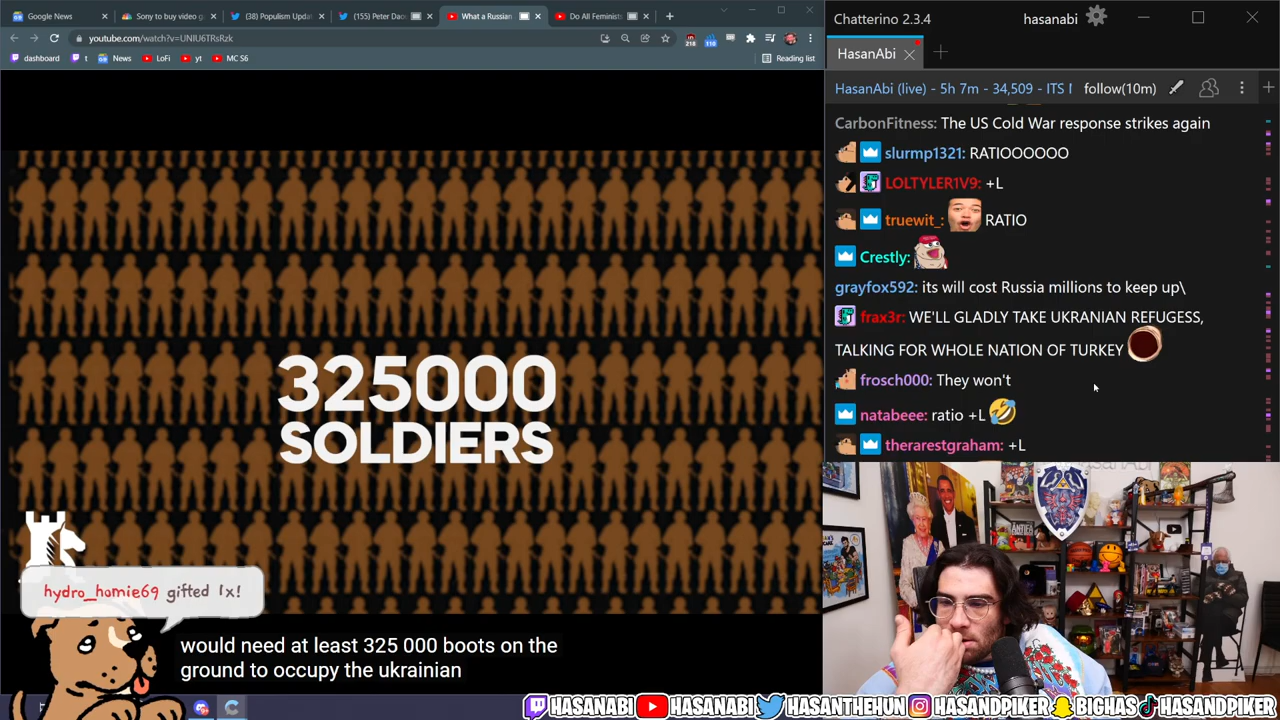 Google News
Sony to buy video g
(38) Populism Updat
(155) Peter Daou
What a Russian
Do All Feminists
youtube.com/watch?v=UNIU6TRsRzk
218
110
dashboard
t
News
LoFi
yt
MC S6
Reading list
325000
SOLDIERS
hydro_homie69 gifted 1x!
would need at least 325 000 boots on the
ground to occupy the ukrainian
Chatterino 2.3.4
hasanabi
HasanAbi
HasanAbi (live) - 5h 7m - 34,509 - ITS
follow(10m)
CarbonFitness: The US Cold War response strikes again
slurmp1321: RATIOOOOOO
LOLTYLER1V9: +L
truewit_: RATIO
Crestly:
grayfox592: its will cost Russia millions to keep up\
frax3r: WE'LL GLADLY TAKE UKRANIAN REFUGESS,
TALKING FOR WHOLE NATION OF TURKEY
frosch000: They won't
natabeee: ratio +L
therarestgraham: +L
HASANABI
HASANABI
HASANTHEHUN
HASANDPIKER
BIGHAS
HASANDPIKER